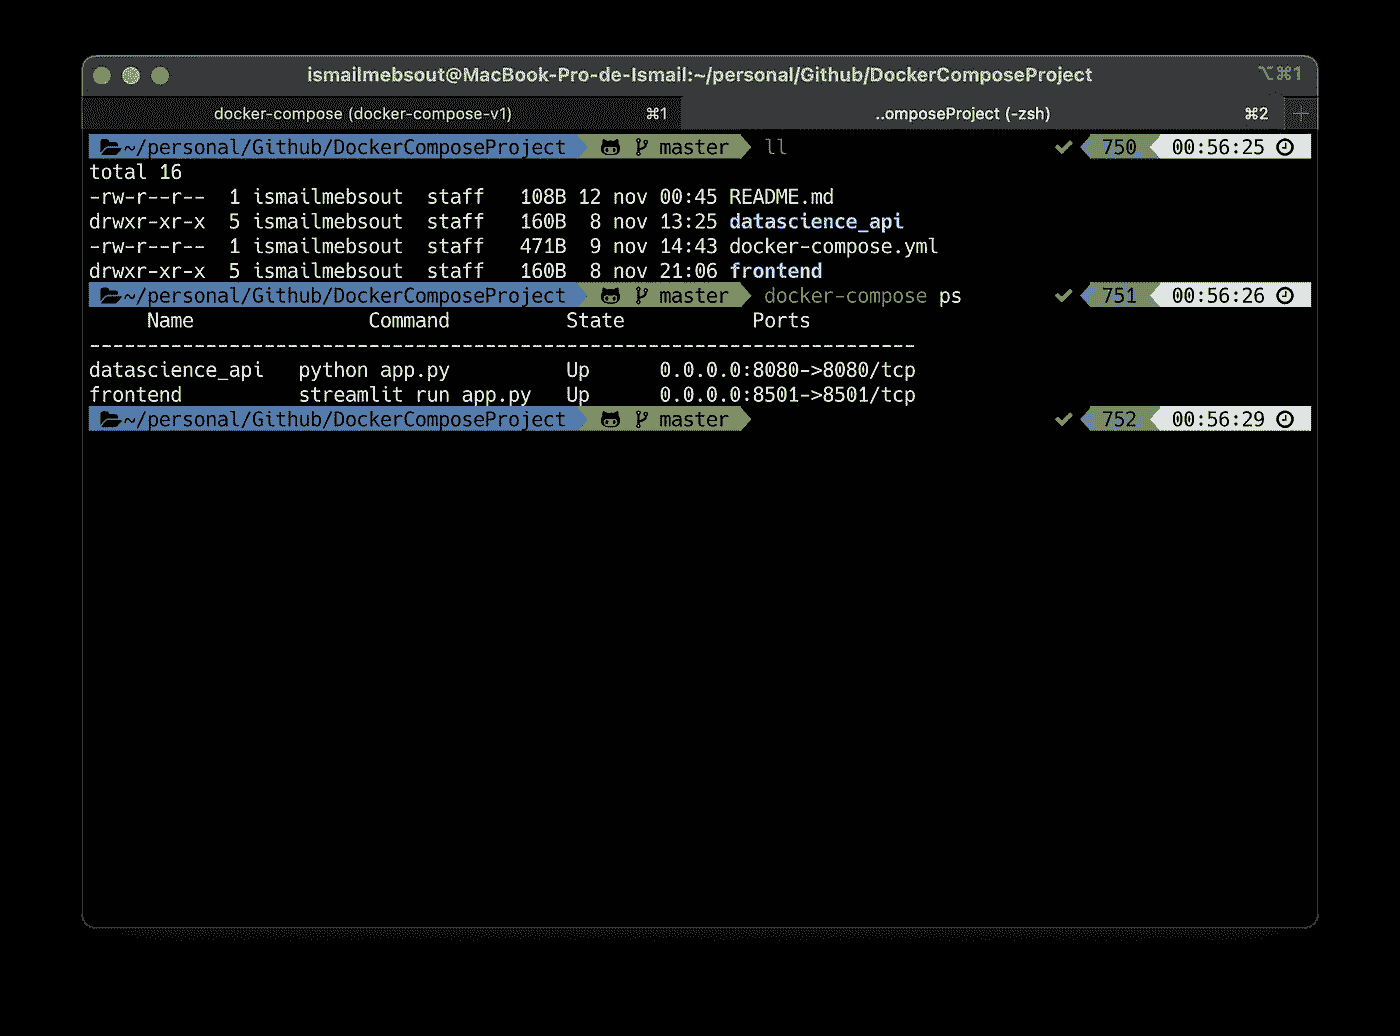 ismailmebsout@MacBook-Pro-de-Ismail:~/personal/Github/DockerComposeProject ⌥⌘1
docker-compose (docker-compose-v1) ⌘1 ..omposeProject (-zsh) ⌘2 +
~/personal/Github/DockerComposeProject master ll ✓ 750 00:56:25
total 16
-rw-r--r--  1 ismailmebsout  staff   108B 12 nov 00:45 README.md
drwxr-xr-x  5 ismailmebsout  staff   160B  8 nov 13:25 datascience_api
-rw-r--r--  1 ismailmebsout  staff   471B  9 nov 14:43 docker-compose.yml
drwxr-xr-x  5 ismailmebsout  staff   160B  8 nov 21:06 frontend
~/personal/Github/DockerComposeProject master docker-compose ps ✓ 751 00:56:26
     Name               Command          State           Ports
-----------------------------------------------------------------------
datascience_api   python app.py          Up      0.0.0.0:8080->8080/tcp
frontend          streamlit run app.py   Up      0.0.0.0:8501->8501/tcp
~/personal/Github/DockerComposeProject master ✓ 752 00:56:29